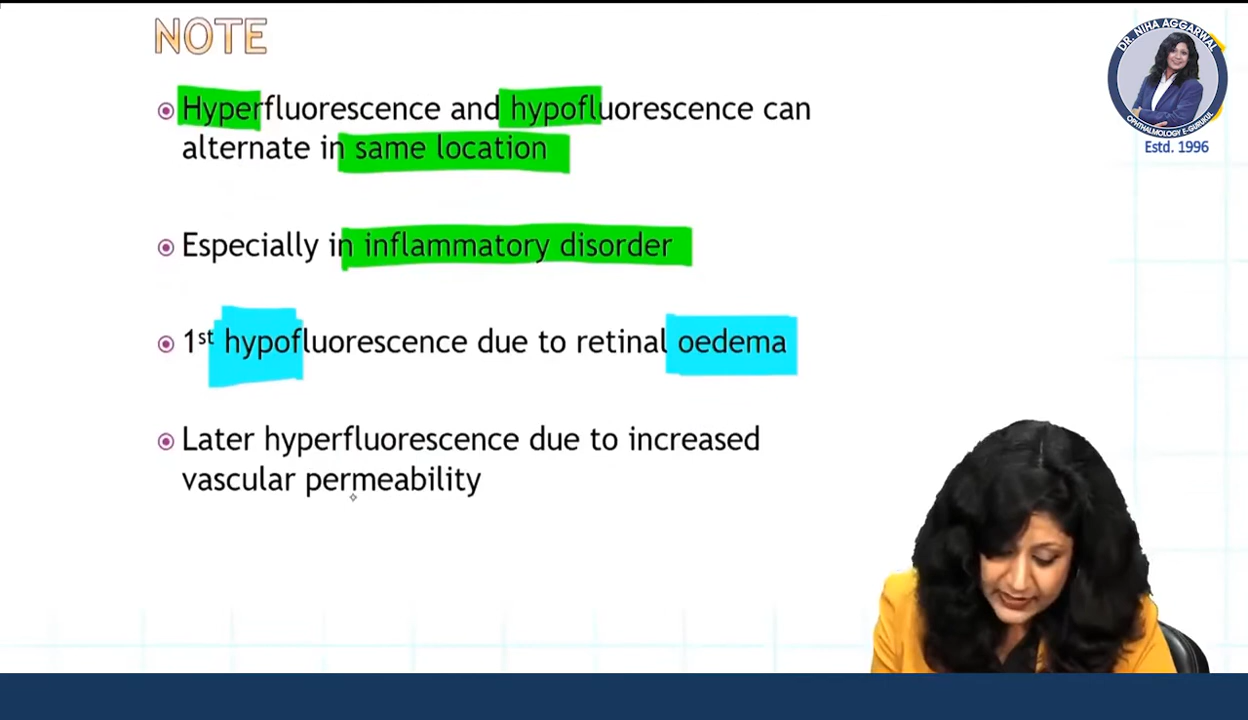 NOTE
Hyperfluorescence and hypofluorescence can
alternate in same location
Especially in inflammatory disorder
1st hypofluorescence due to retinal oedema
Later hyperfluorescence due to increased
vascular permeability
DR. NIHA AGGARWAL
OPHTHALMOLOGY E-GURUKUL
Estd. 1996